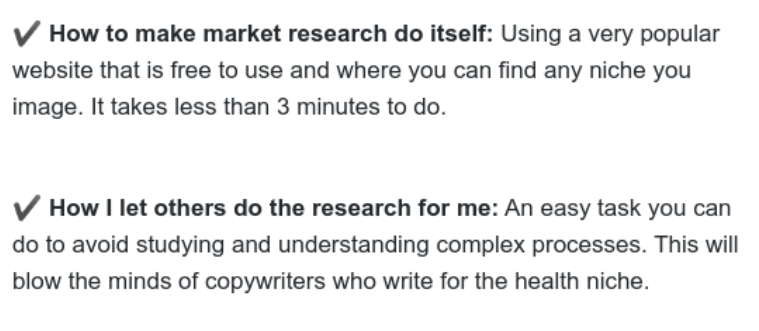 ✔ How to make market research do itself: Using a very popular
website that is free to use and where you can find any niche you
image. It takes less than 3 minutes to do.
✔ How I let others do the research for me: An easy task you can
do to avoid studying and understanding complex processes. This will
blow the minds of copywriters who write for the health niche.